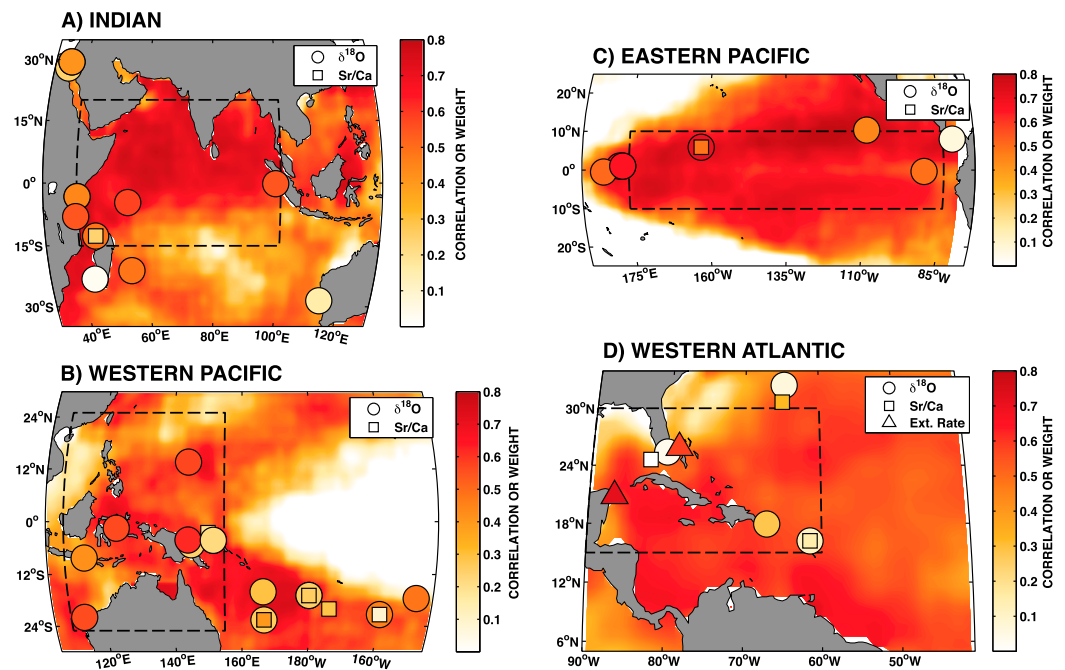 A) INDIAN
δ18O
Sr/Ca
30°N
15°N
0°
15°S
30°S
40°E
60°E
80°E
100°E
120°E
0.8
0.7
0.6
0.5
0.4
0.3
0.2
0.1
CORRELATION OR WEIGHT
C) EASTERN PACIFIC
δ18O
Sr/Ca
20°N
10°N
0°
10°S
20°S
175°E
160°W
135°W
110°W
85°W
0.8
0.7
0.6
0.5
0.4
0.3
0.2
0.1
CORRELATION OR WEIGHT
B) WESTERN PACIFIC
δ18O
Sr/Ca
24°N
12°N
0°
12°S
24°S
120°E
140°E
160°E
180°W
160°W
0.8
0.7
0.6
0.5
0.4
0.3
0.2
0.1
CORRELATION OR WEIGHT
D) WESTERN ATLANTIC
δ18O
Sr/Ca
Ext. Rate
30°N
24°N
18°N
12°N
6°N
90°W
80°W
70°W
60°W
50°W
0.8
0.7
0.6
0.5
0.4
0.3
0.2
0.1
CORRELATION OR WEIGHT